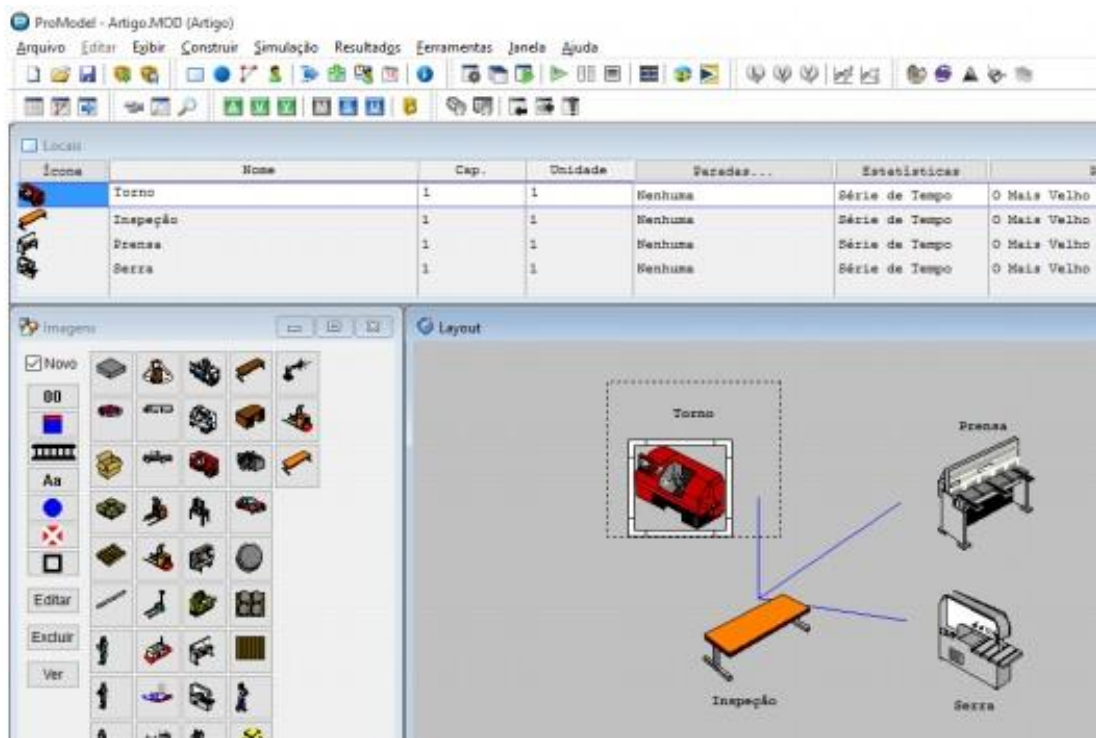 ProModel - Artigo.MOD (Artigo)
Arquivo Editar Exibir Construir Simulação Resultados Ferramentas Janela Ajuda
Locais
Ícone Nome Cap. Unidade Paradas... Estatísticas
Torno 1 1 Nenhuma Série de Tempo O Mais Velho
Inspeção 1 1 Nenhuma Série de Tempo O Mais Velho
Prensa 1 1 Nenhuma Série de Tempo O Mais Velho
Serra 1 1 Nenhuma Série de Tempo O Mais Velho
Imagens
Layout
Novo
00
Aa
Editar
Excluir
Ver
Torno
Prensa
Inspeção
Serra